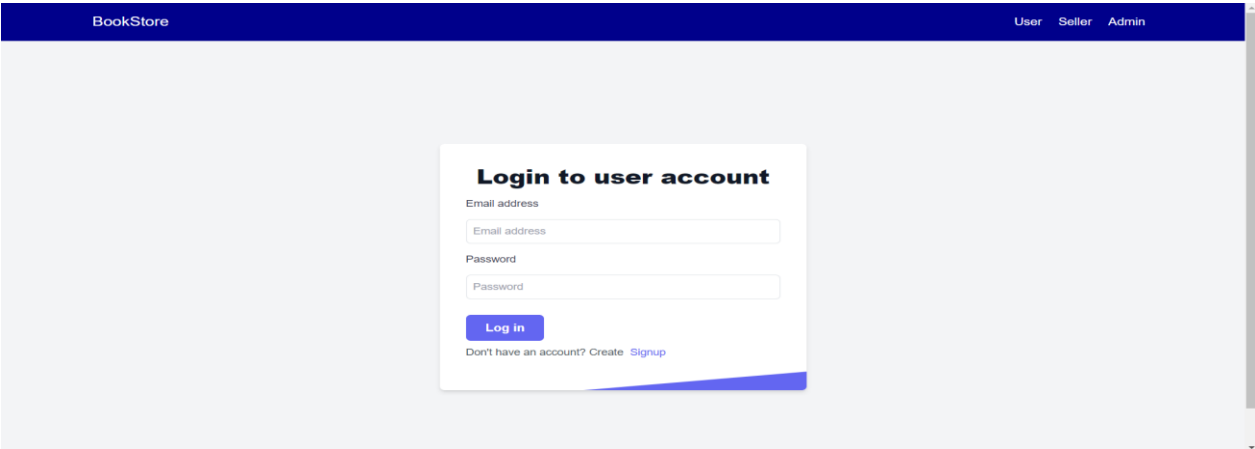 BookStore User Seller Admin
Login to user account
Email address
Email address
Password
Password
Log in
Don't have an account? Create Signup